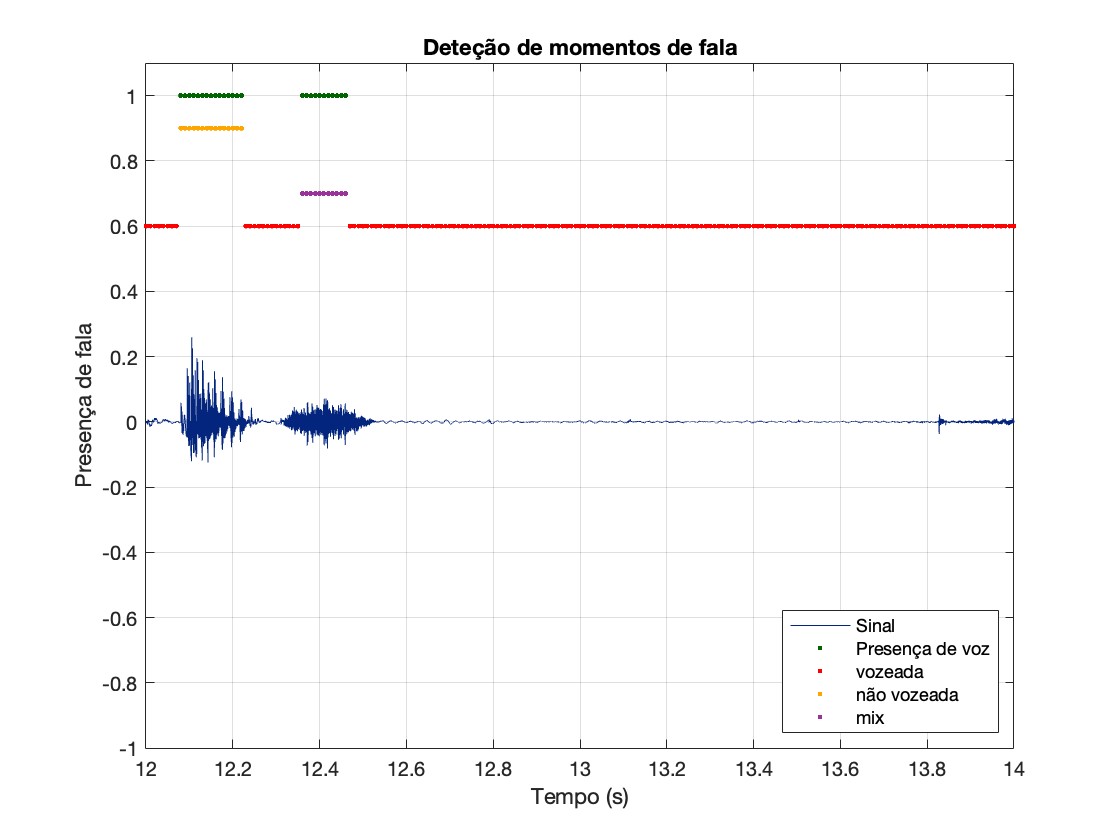 Deteção de momentos de fala
Presença de fala
1
0.8
0.6
0.4
0.2
0
-0.2
-0.4
-0.6
-0.8
-1
Sinal
Presença de voz
vozeada
não vozeada
mix
12
12.2
12.4
12.6
12.8
13
13.2
13.4
13.6
13.8
14
Tempo (s)